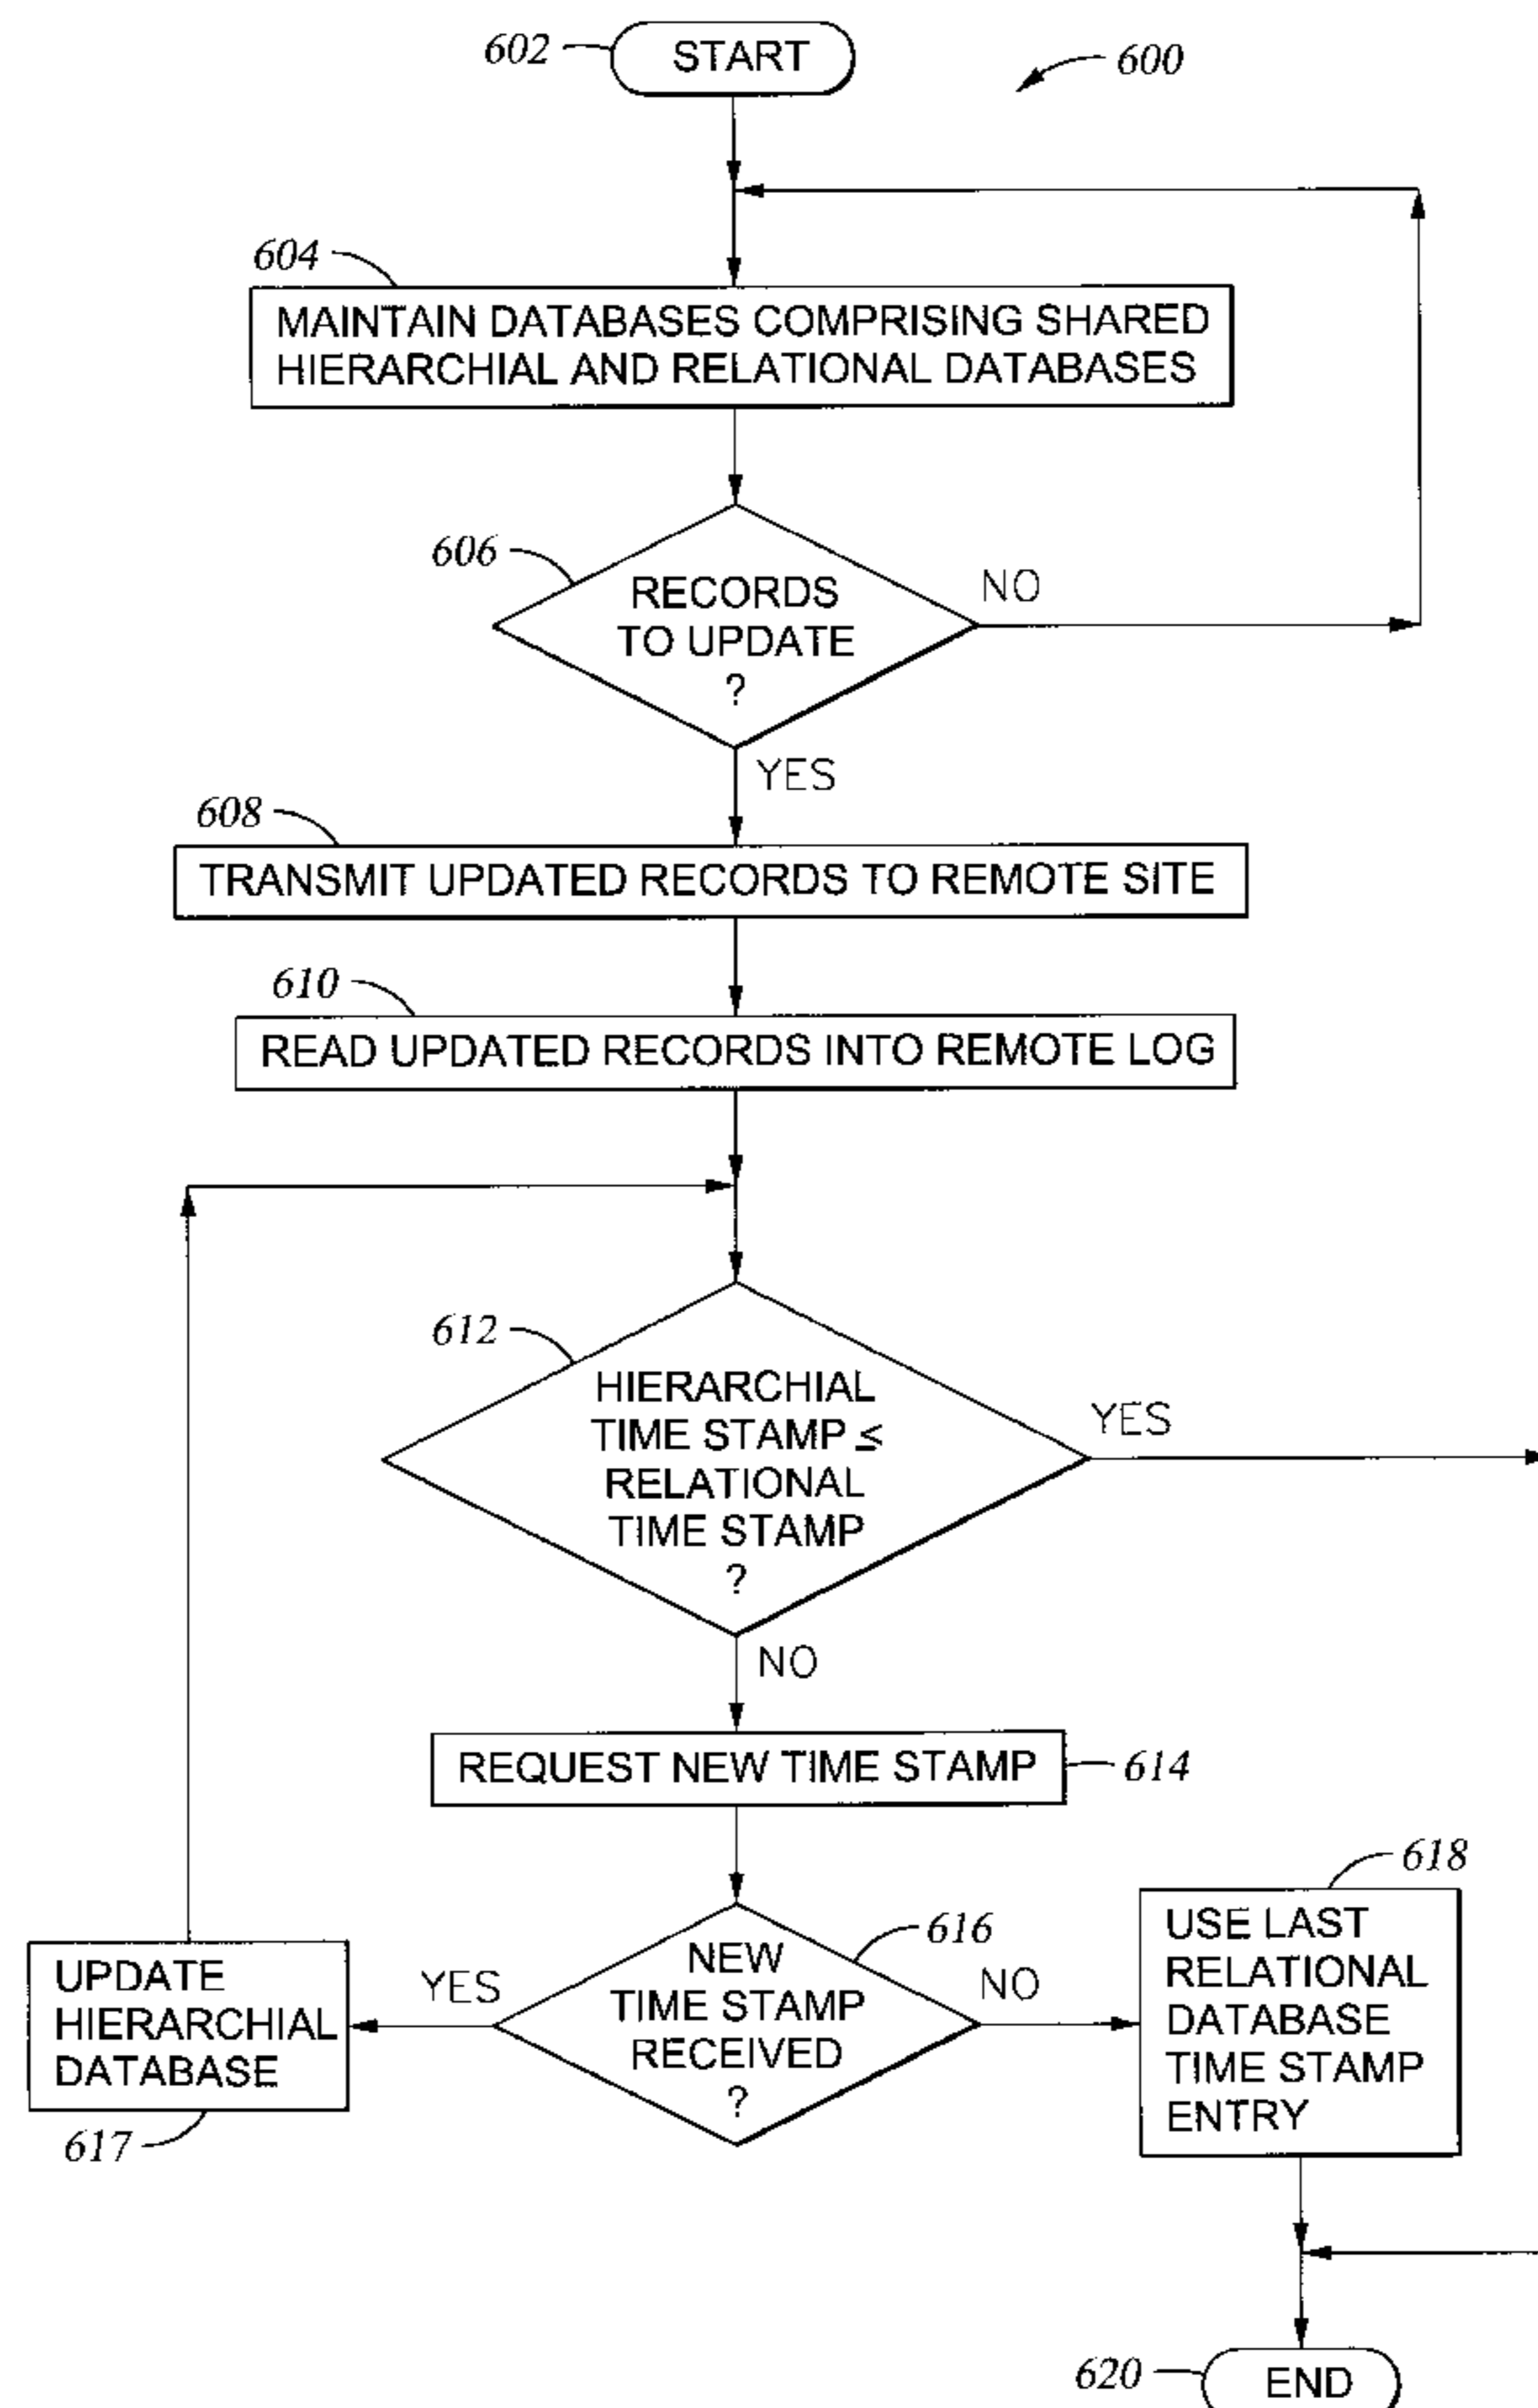 602
START
600
604
MAINTAIN DATABASES COMPRISING SHARED
HIERARCHIAL AND RELATIONAL DATABASES
606
RECORDS
TO UPDATE
?
NO
YES
608
TRANSMIT UPDATED RECORDS TO REMOTE SITE
610
READ UPDATED RECORDS INTO REMOTE LOG
612
HIERARCHIAL
TIME STAMP ≤
RELATIONAL
TIME STAMP
?
YES
NO
REQUEST NEW TIME STAMP
614
616
NEW
TIME STAMP
RECEIVED
?
YES
NO
UPDATE
HIERARCHIAL
DATABASE
617
618
USE LAST
RELATIONAL
DATABASE
TIME STAMP
ENTRY
620
END